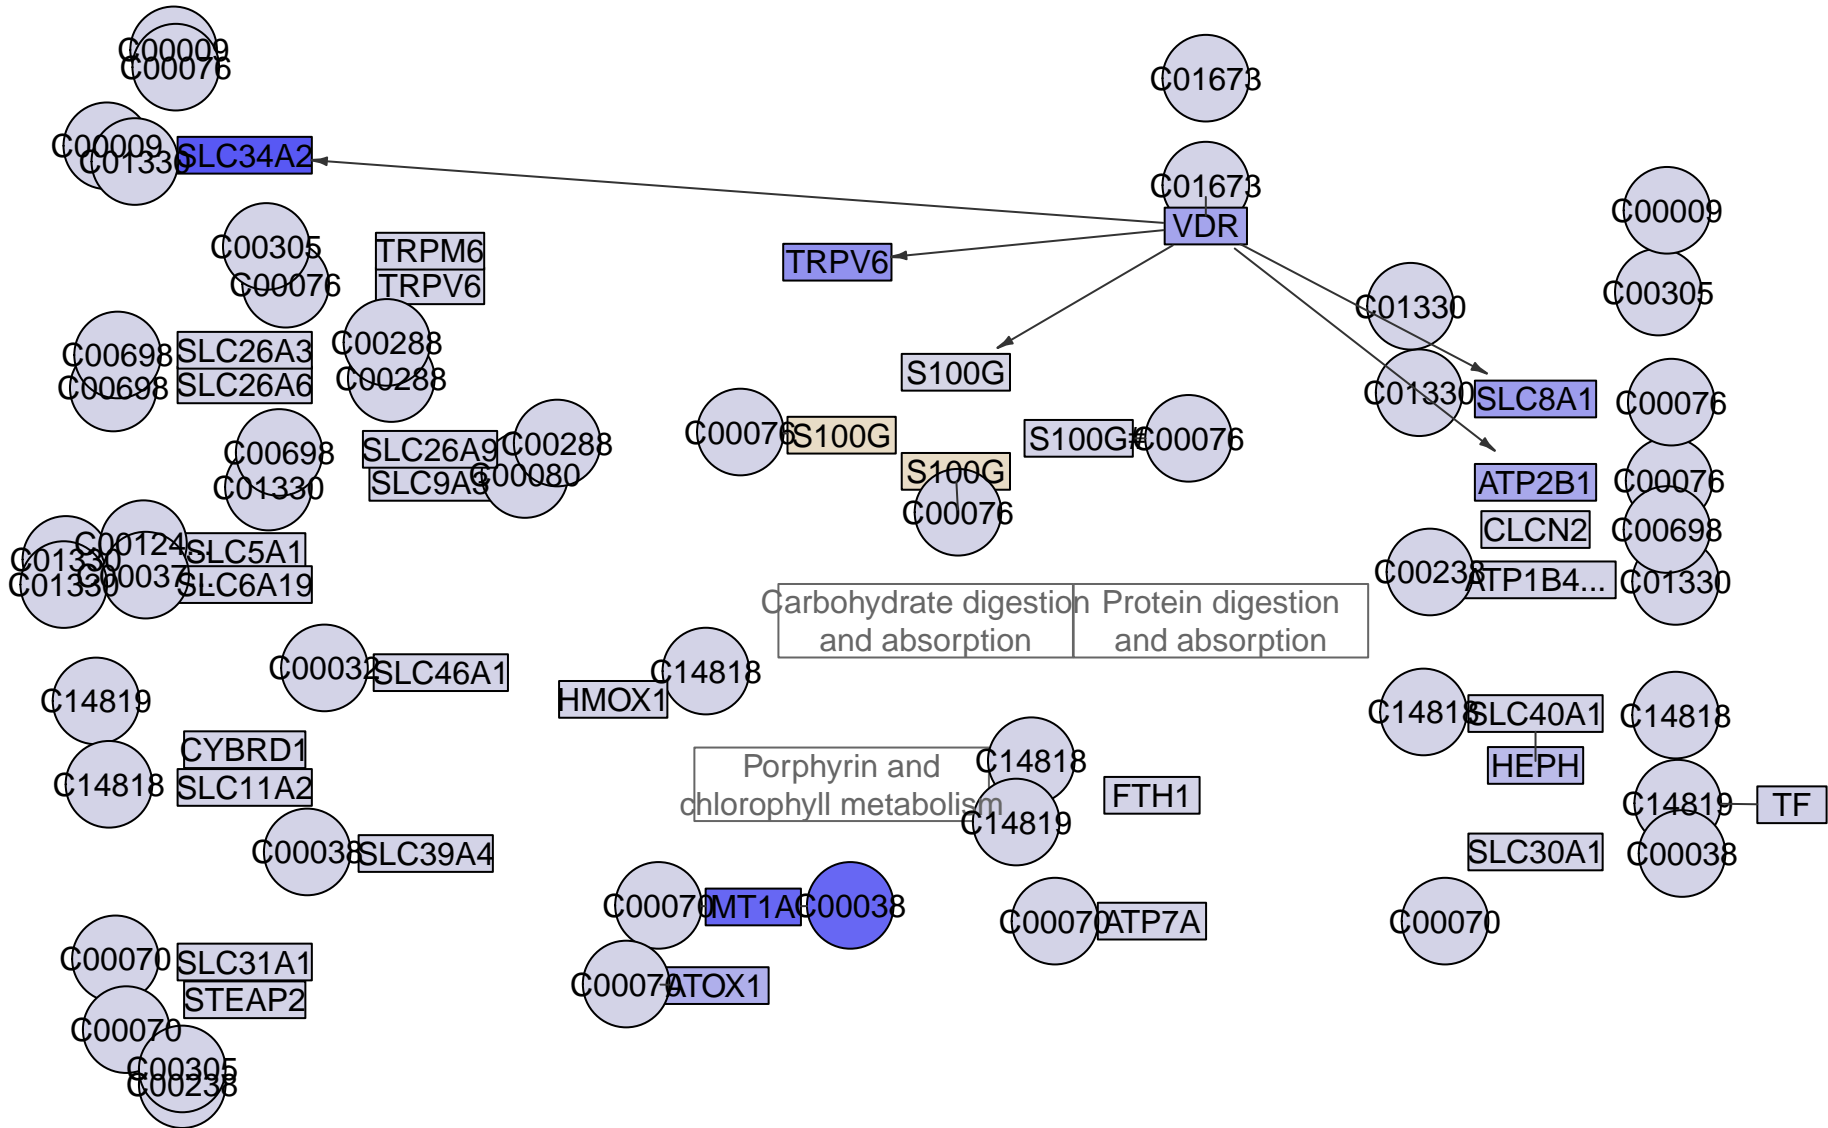 C00009
C00076
C01673
C00009
C01330
SLC34A2
C01673
VDR
C00009
C00305
C00076
TRPM6
TRPV6
TRPV6
C01330
C00305
C00698
C00698
SLC26A3
SLC26A6
C00288
C00288
S100G
C01330
SLC8A1
C00076
C00698
C01330
SLC26A9
SLC9A3
C00288
C00080
C00076
S100G
S100G
C00076
S100G#
C00076
ATP2B1
C00076
CLCN2
C00698
C01330
C01330
C00124...
C00037...
SLC5A1
SLC6A19
C00238
ATP1B4...
C01330
Carbohydrate digestion
and absorption
Protein digestion
and absorption
C00032
SLC46A1
C14818
HMOX1
C14819
C14818
SLC40A1
C14818
CYBRD1
C14818
SLC11A2
Porphyrin and
chlorophyll metabolism
C14818
C14819
FTH1
HEPH
C14819
TF
C00038
SLC39A4
SLC30A1
C00038
C00070
MT1A
C00038
C00070
ATP7A
C00070
C00070
SLC31A1
STEAP2
C00070
ATOX1
C00070
C00305
C00238